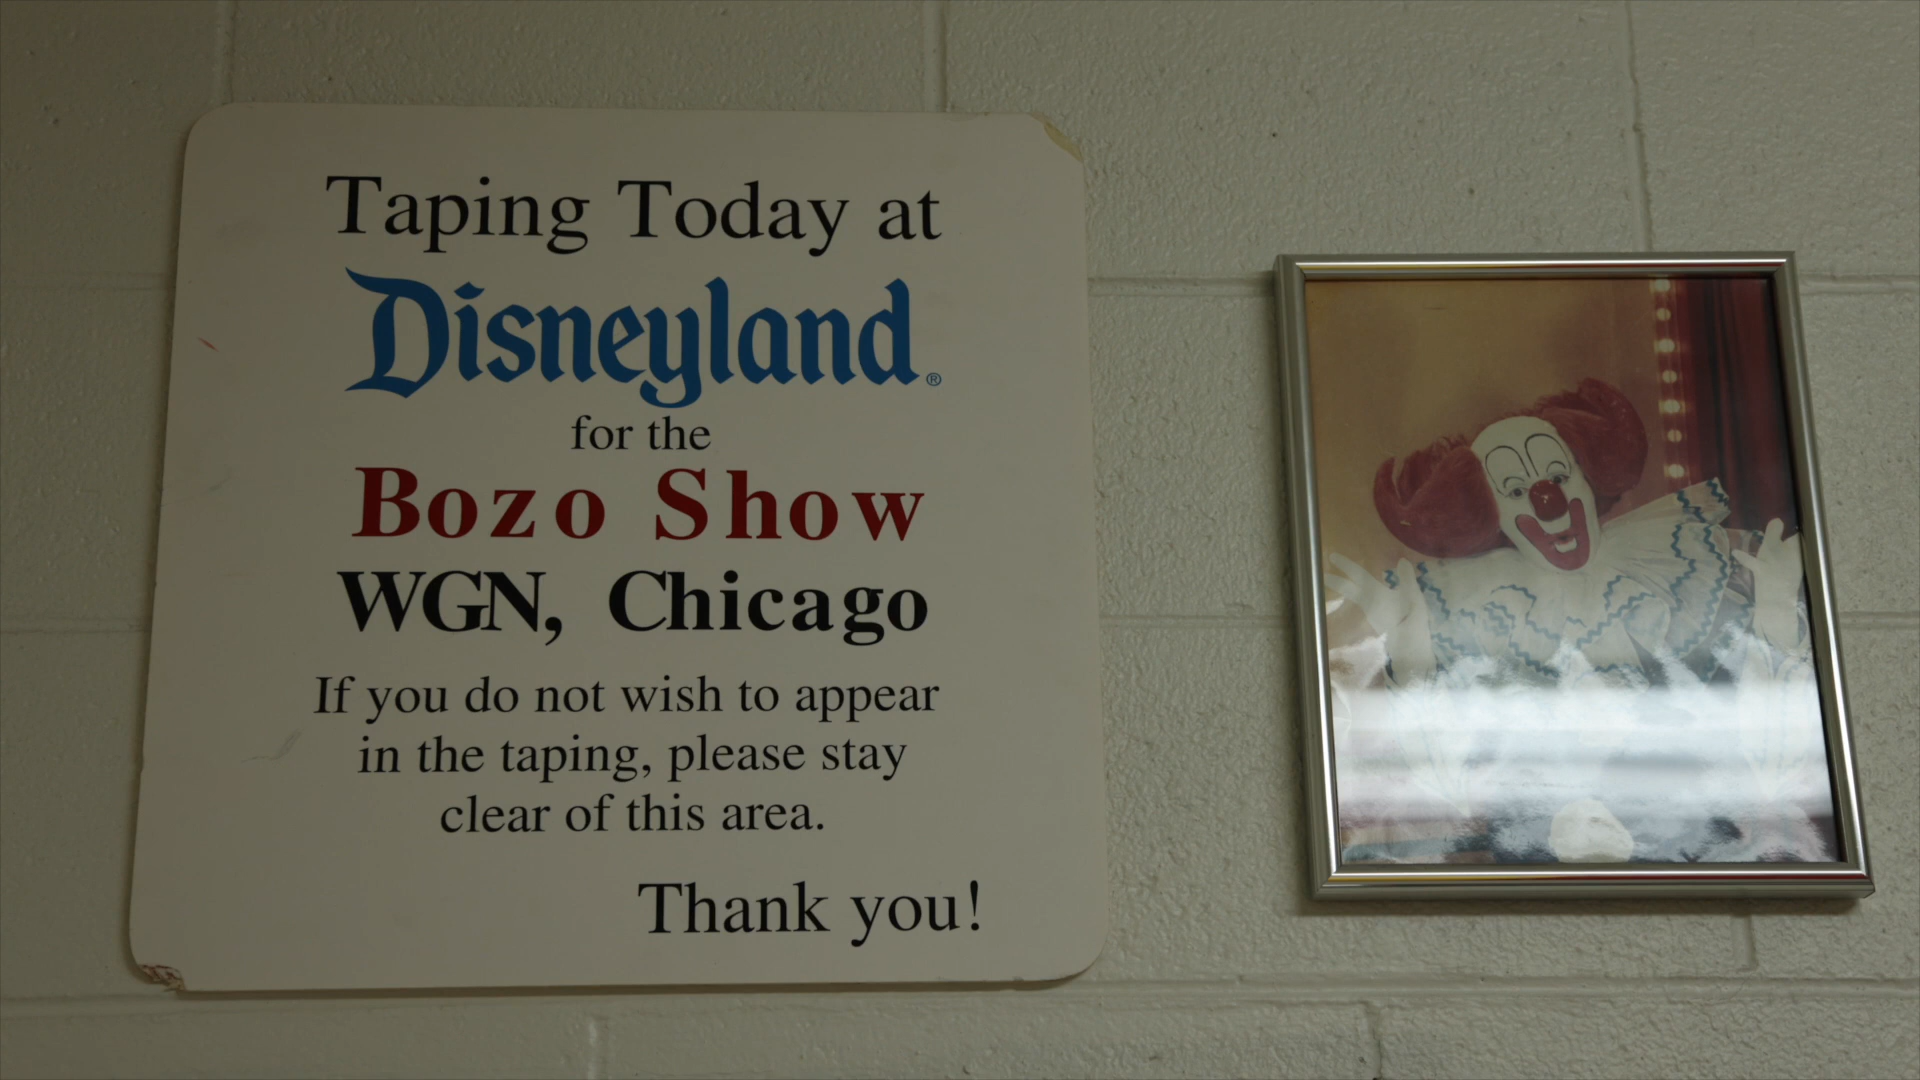 Taping Today at
Disneyland®
for the
Bozo Show
WGN, Chicago
If you do not wish to appear
in the taping, please stay
clear of this area.
Thank you!